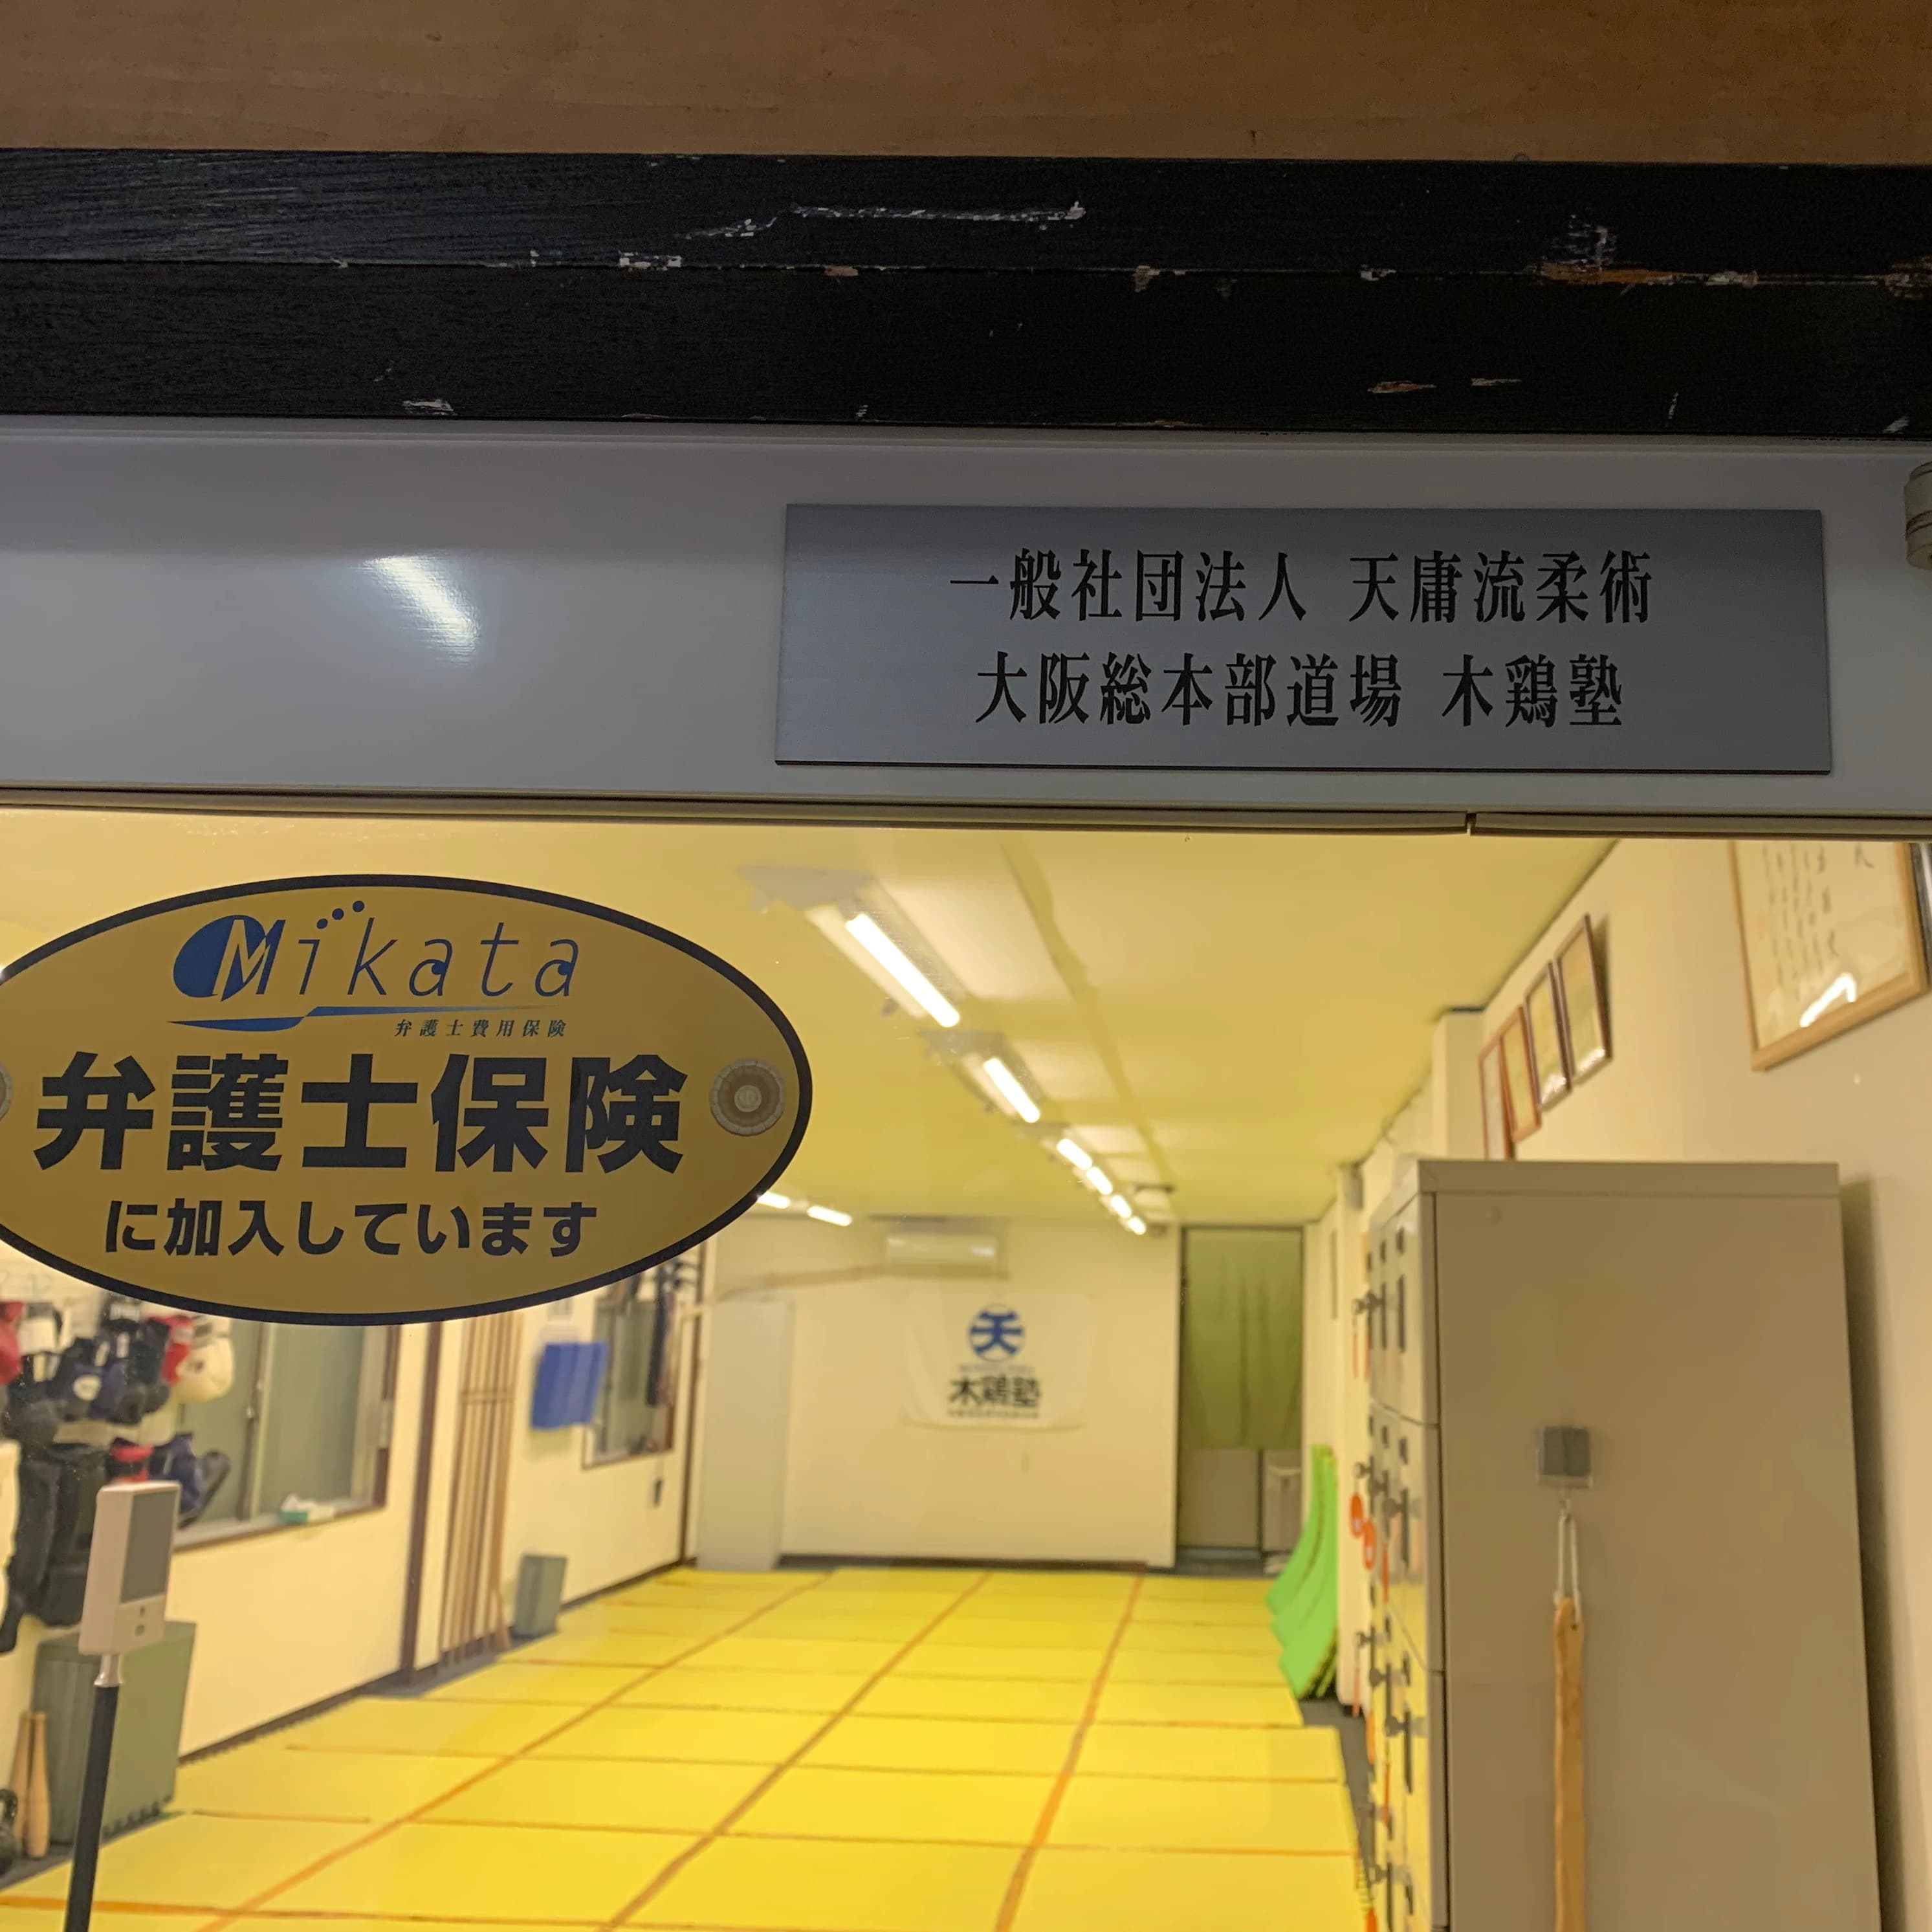 一般社団法人 天庸流柔術
大阪総本部道場 木鶏塾
Mikata
弁護士費用保険
弁護士保険
に加入しています
天
木鶏塾